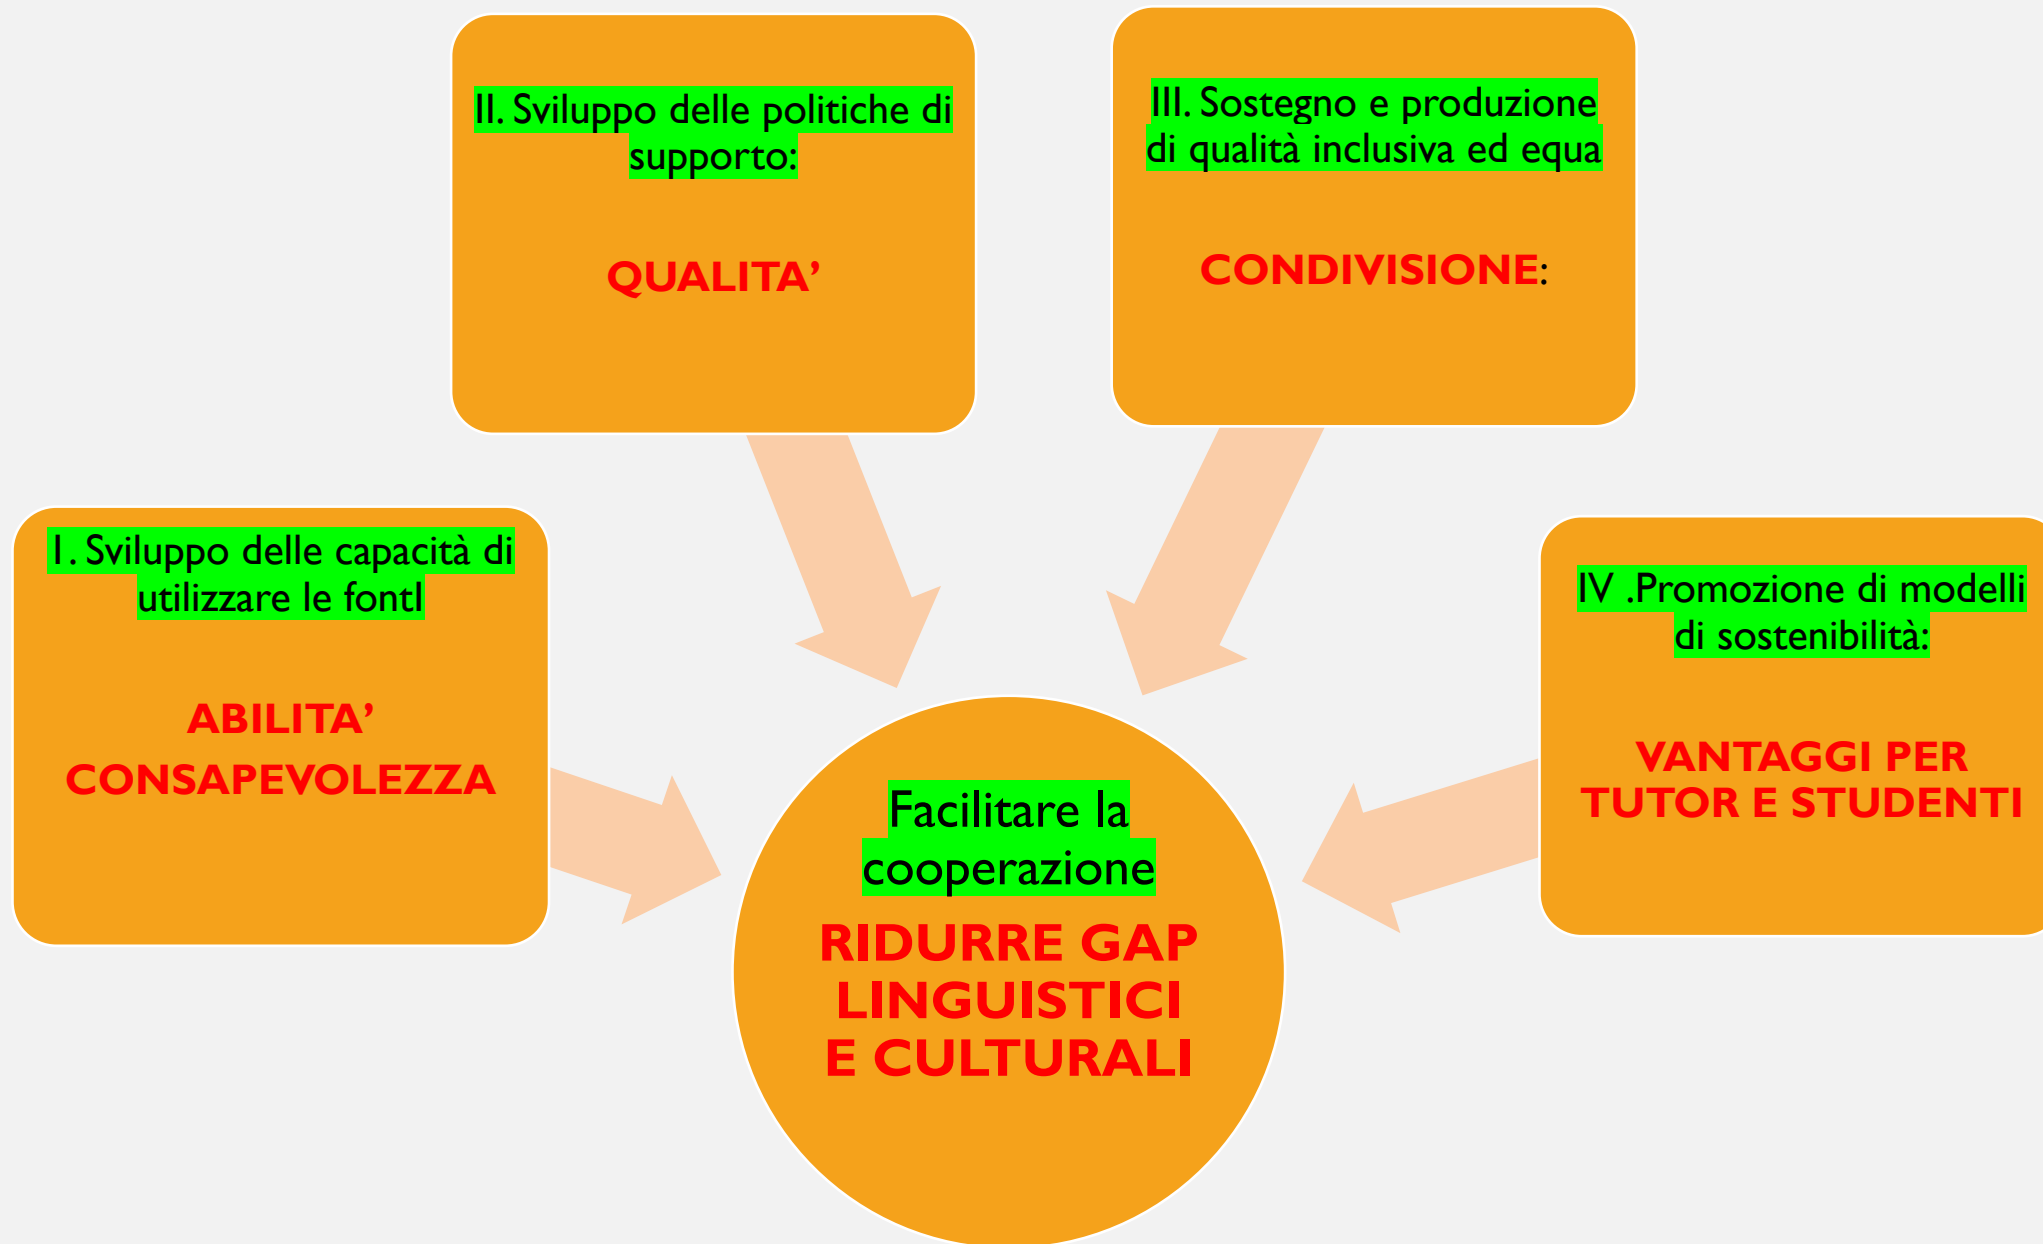 II. Sviluppo delle politiche di
supporto:
QUALITA’
III. Sostegno e produzione
di qualità inclusiva ed equa
CONDIVISIONE:
I. Sviluppo delle capacità di
utilizzare le fontI
ABILITA’
CONSAPEVOLEZZA
IV .Promozione di modelli
di sostenibilità:
VANTAGGI PER
TUTOR E STUDENTI
Facilitare la
cooperazione
RIDURRE GAP
LINGUISTICI
E CULTURALI